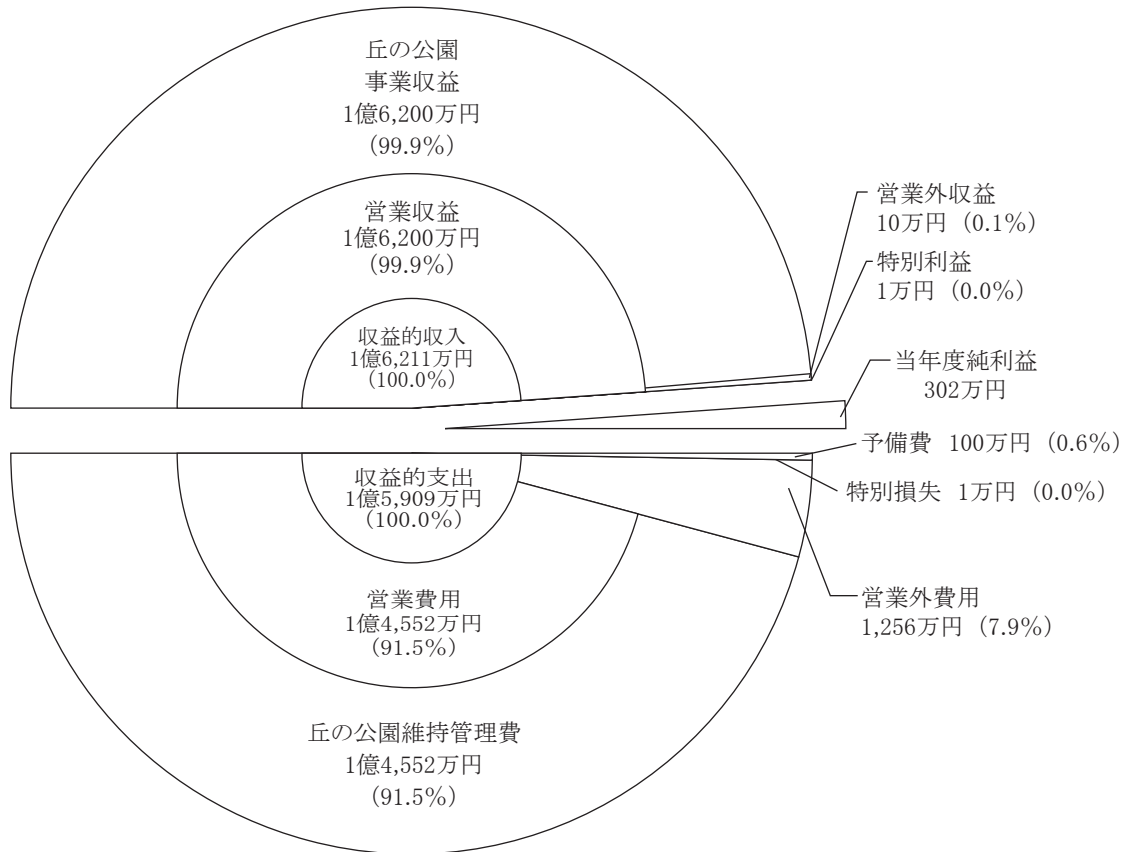 丘の公園
事業収益
1億6,200万円
(99.9%)
営業収益
1億6,200万円
(99.9%)
収益的収入
1億6,211万円
(100.0%)
営業外収益
10万円 (0.1%)
特別利益
1万円 (0.0%)
当年度純利益
302万円
予備費 100万円 (0.6%)
特別損失 1万円 (0.0%)
営業外費用
1,256万円 (7.9%)
収益的支出
1億5,909万円
(100.0%)
営業費用
1億4,552万円
(91.5%)
丘の公園維持管理費
1億4,552万円
(91.5%)